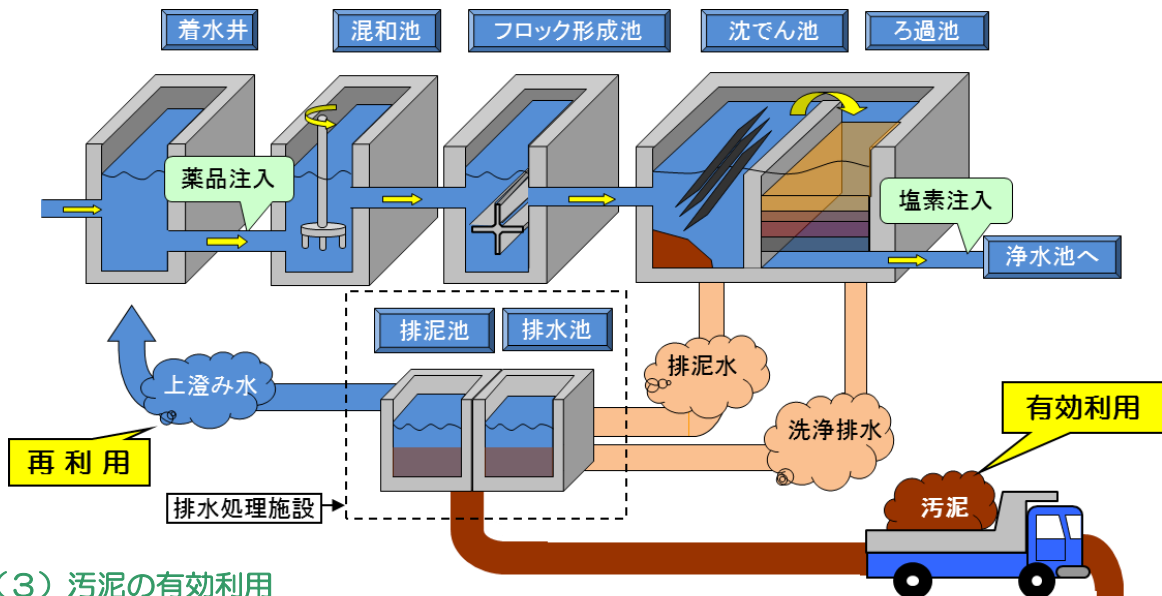 着水井
混和池
フロック形成池
沈でん池
ろ過池
薬品注入
塩素注入
浄水池へ
排泥池
排水池
上澄み水
排泥水
有効利用
洗浄排水
再利用
排水処理施設
汚泥
（３）汚泥の有効利用